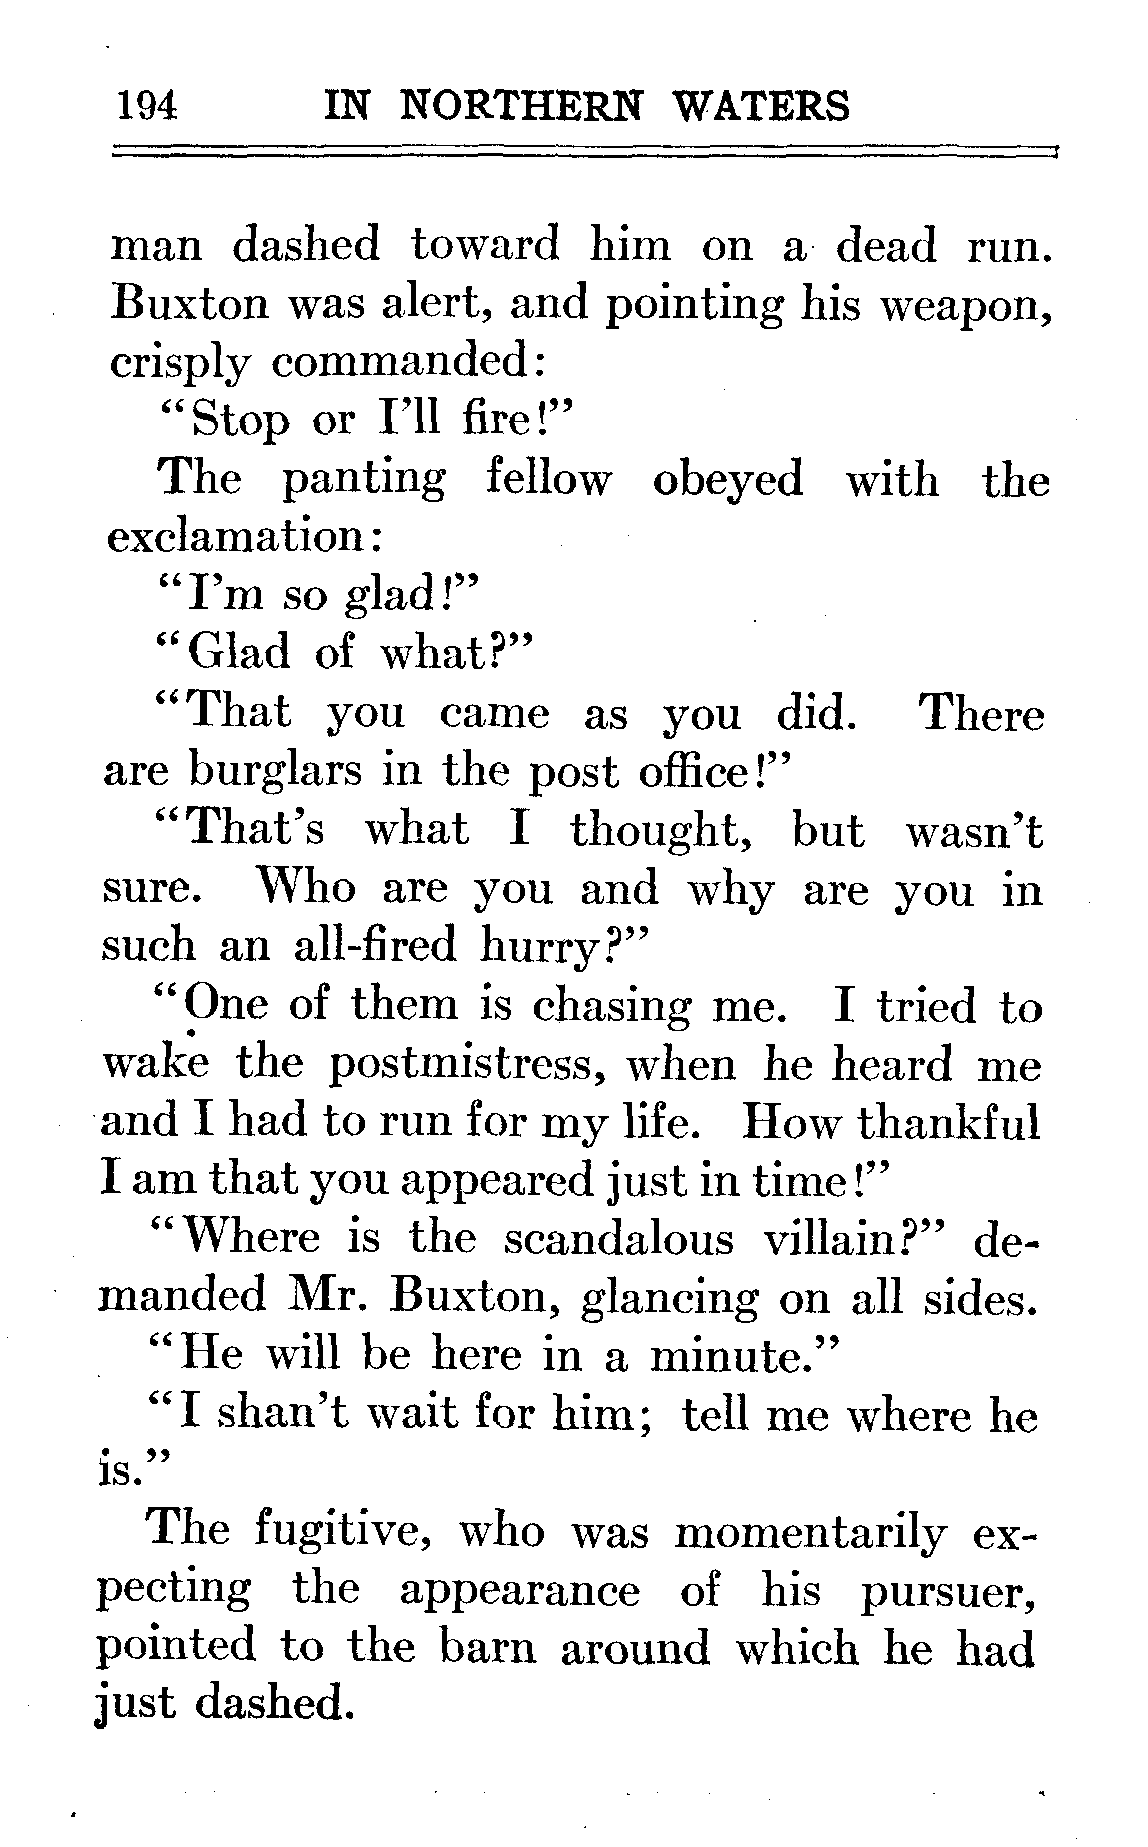 194 IN NORTHERN WATERS
man dashed toward him on a dead run.
Buxton was alert, and pointing his weapon,
crisply commanded:
"Stop or I'll fire!"
The panting fellow obeyed with the
exclamation:
"I'm so glad!"
"Glad of what?"
"That you came as you did. There
are burglars in the post office!"
"That's what I thought, but wasn't
sure. Who are you and why are you in
such an all-fired hurry?"
"One of them is chasing me. I tried to
wake the postmistress, when he heard me
and I had to run for my life. How thankful
I am that you appeared just in time!"
"Where is the scandalous villain?" de-
manded Mr. Buxton, glancing on all sides.
"He will be here in a minute."
"I shan't wait for him; tell me where he
is."
The fugitive, who was momentarily ex-
pecting the appearance of his pursuer,
pointed to the barn around which he had
just dashed.